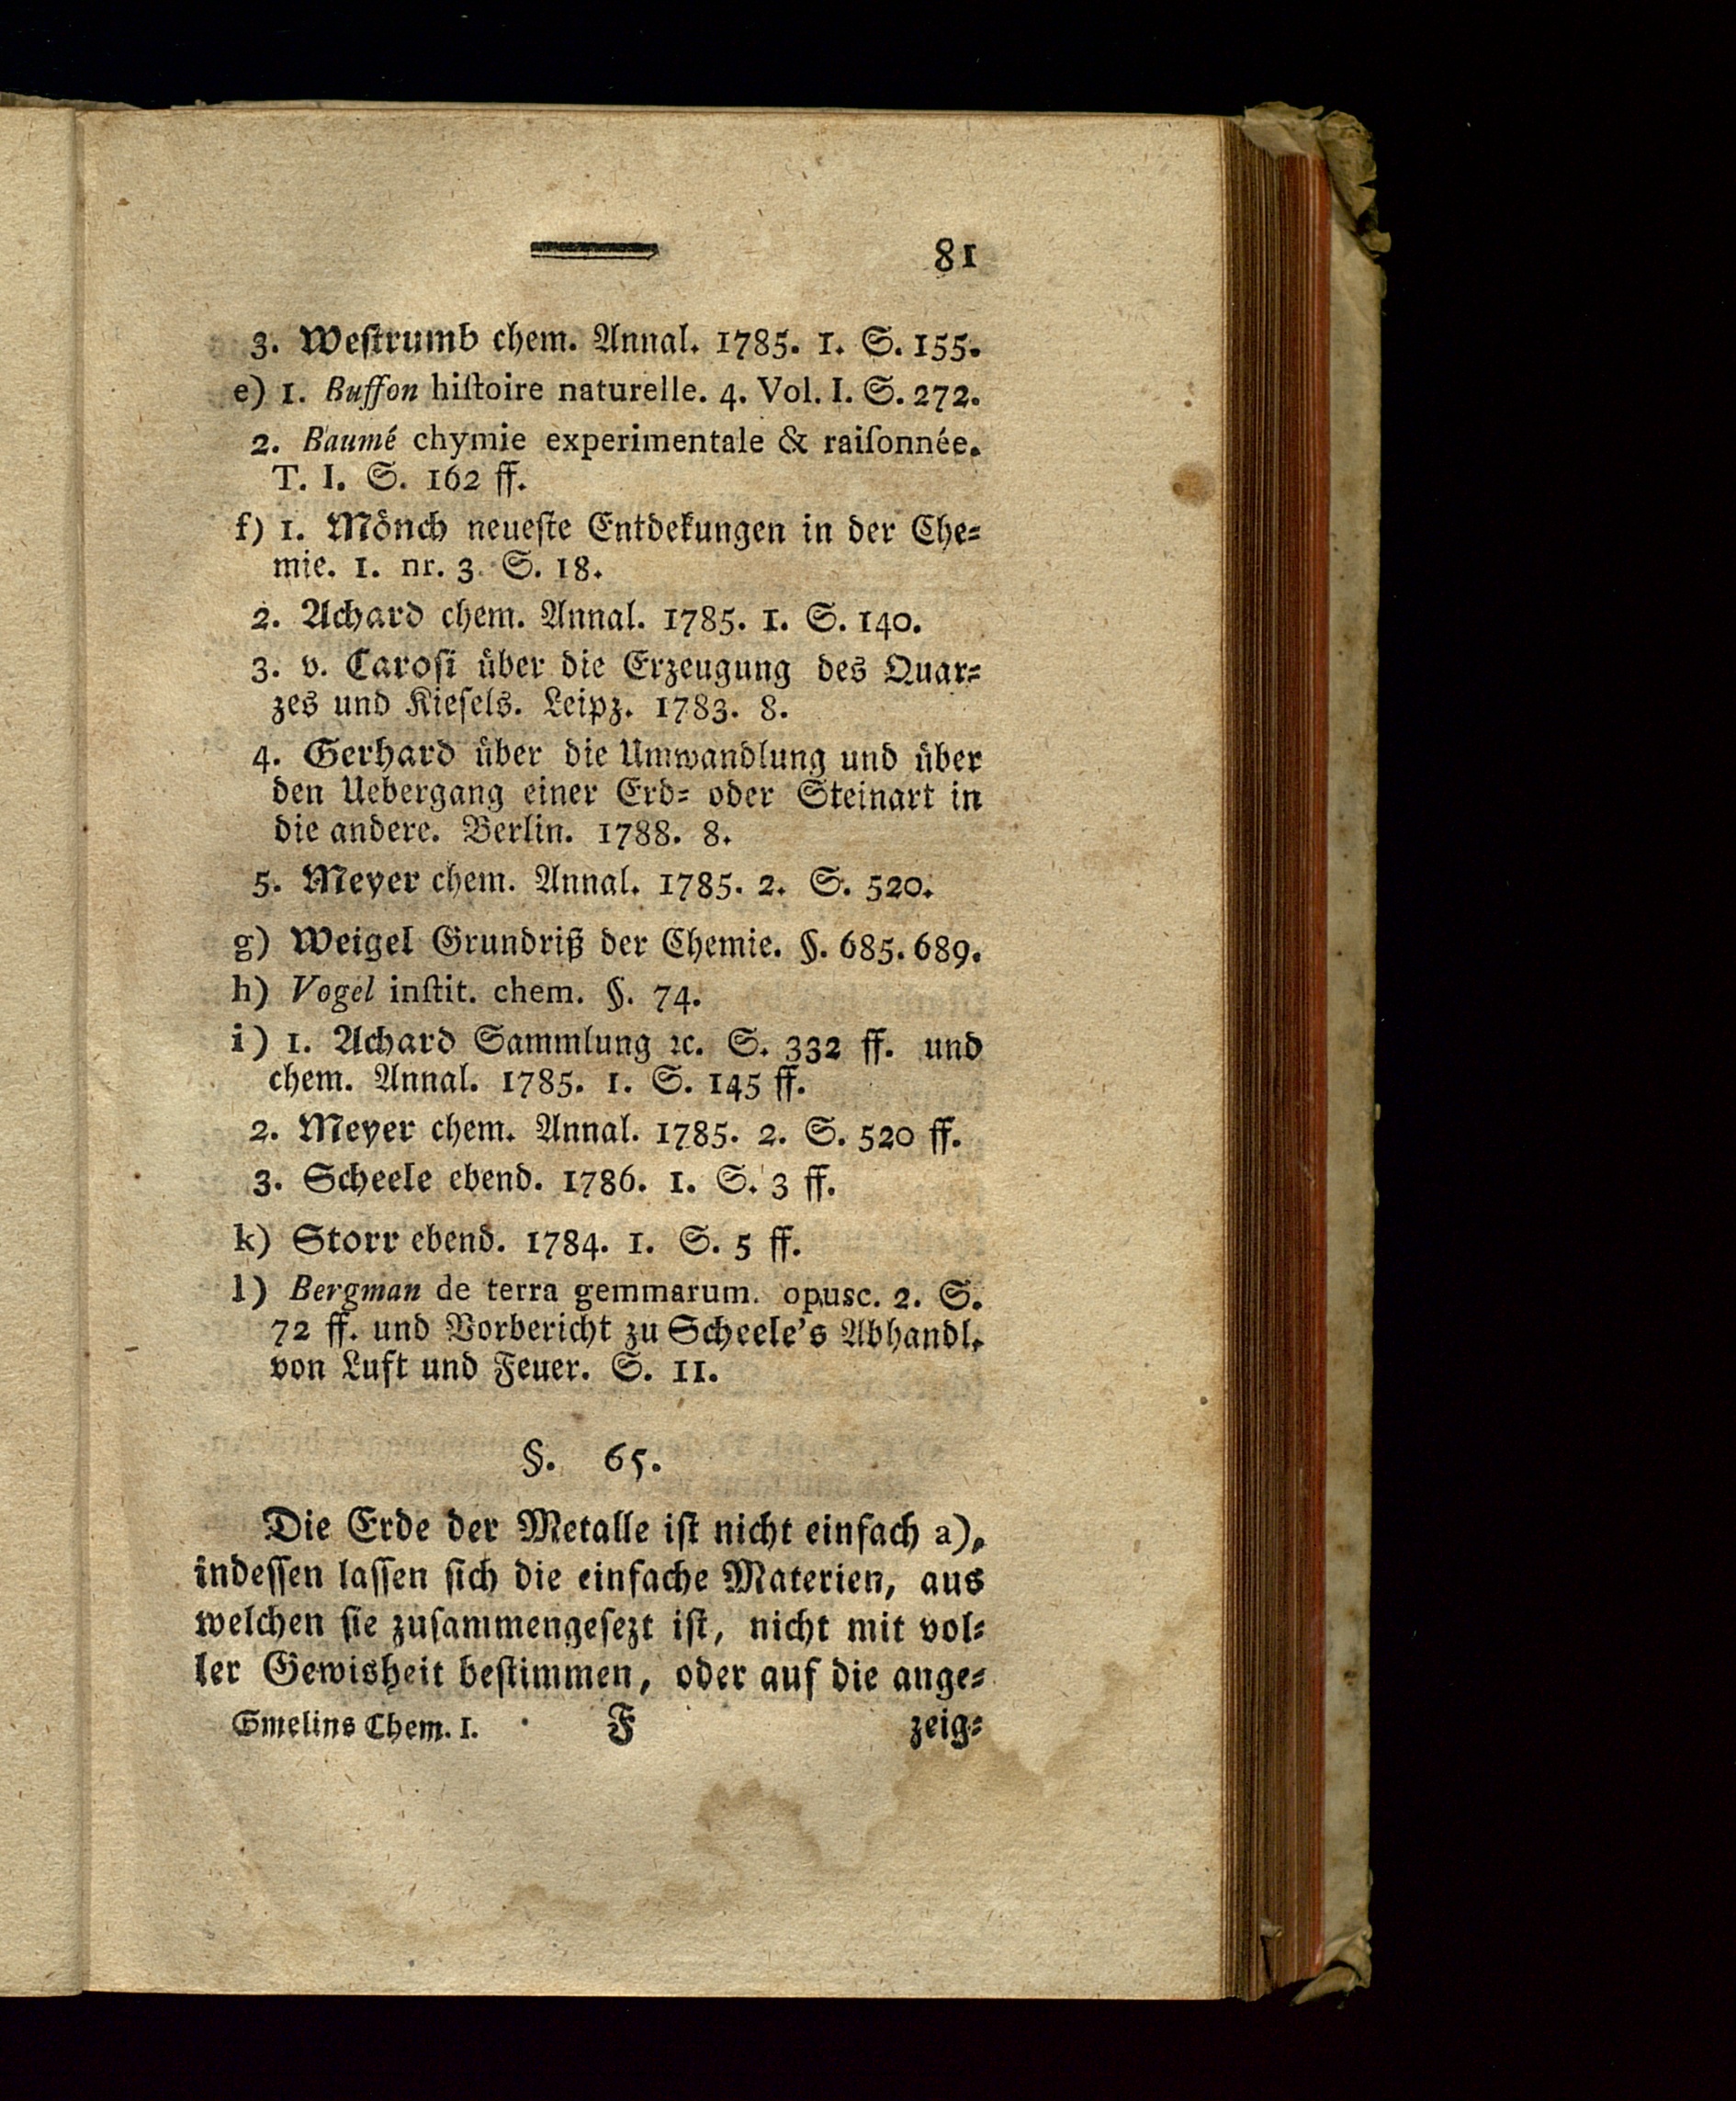 81
3. Westrumb chem. Annal. 1785. 1. S. 155.
e) 1. Buffon hiſtoire naturelle. 4. Vol. I. S. 272.
2. Baumé chymie experimentale & raiſonnée.
T. I. S. 162 ff.
f) 1. Mönch neueſte Entdekungen in der Che⸗
mie. 1. nr. 3. S. 18.
2. Achard chem. Annal. 1785. 1. S. 140.
3. v. Caroſi über die Erzeugung des Quar⸗
zes und Kieſels. Leipz. 1783. 8.
4. Gerhard über die Umwandlung und über
den Uebergang einer Erd⸗ oder Steinart in
die andere. Berlin. 1788. 8.
5. Meyer chem. Annal. 1785. 2. S. 520.
g) Weigel Grundriß der Chemie. §. 685. 689.
h) Vogel inſtit. chem. §. 74.
i) 1. Achard Sammlung ꝛc. S. 332 ff. und
chem. Annal. 1785. 1. S. 145 ff.
2. Meyer chem. Annal. 1785. 2. S. 520 ff.
3. Scheele ebend. 1786. 1. S. 3 ff.
k) Storr ebend. 1784. 1. S. 5 ff.
l) Bergman de terra gemmarum. opusc. 2. S.
72 ff. und Vorbericht zu Scheele's Abhandl.
von Luft und Feuer. S. 11.
§. 65.
Die Erde der Metalle iſt nicht einfach a),
indeſſen laſſen ſich die einfache Materien, aus
welchen ſie zuſammengeſezt iſt, nicht mit vol⸗
ler Gewisheit beſtimmen, oder auf die ange⸗
Gmelins Chem. I. F zeig⸗